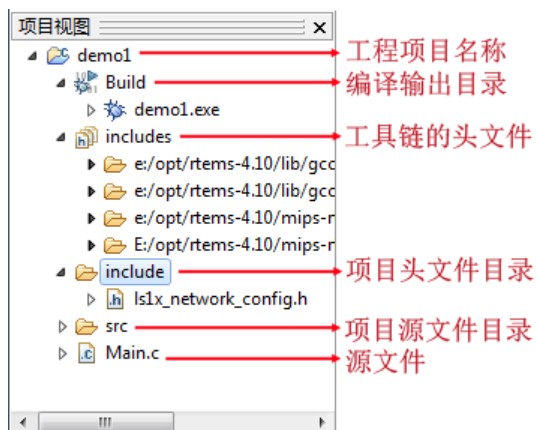 项目视图
demo1 工程项目名称
Build 编译输出目录
demo1.exe
includes 工具链的头文件
e:/opt/rtems-4.10/lib/gcc
e:/opt/rtems-4.10/lib/gcc
e:/opt/rtems-4.10/mips-r
E:/opt/rtems-4.10/mips-r
include 项目头文件目录
ls1x_network_config.h
src 项目源文件目录
Main.c 源文件